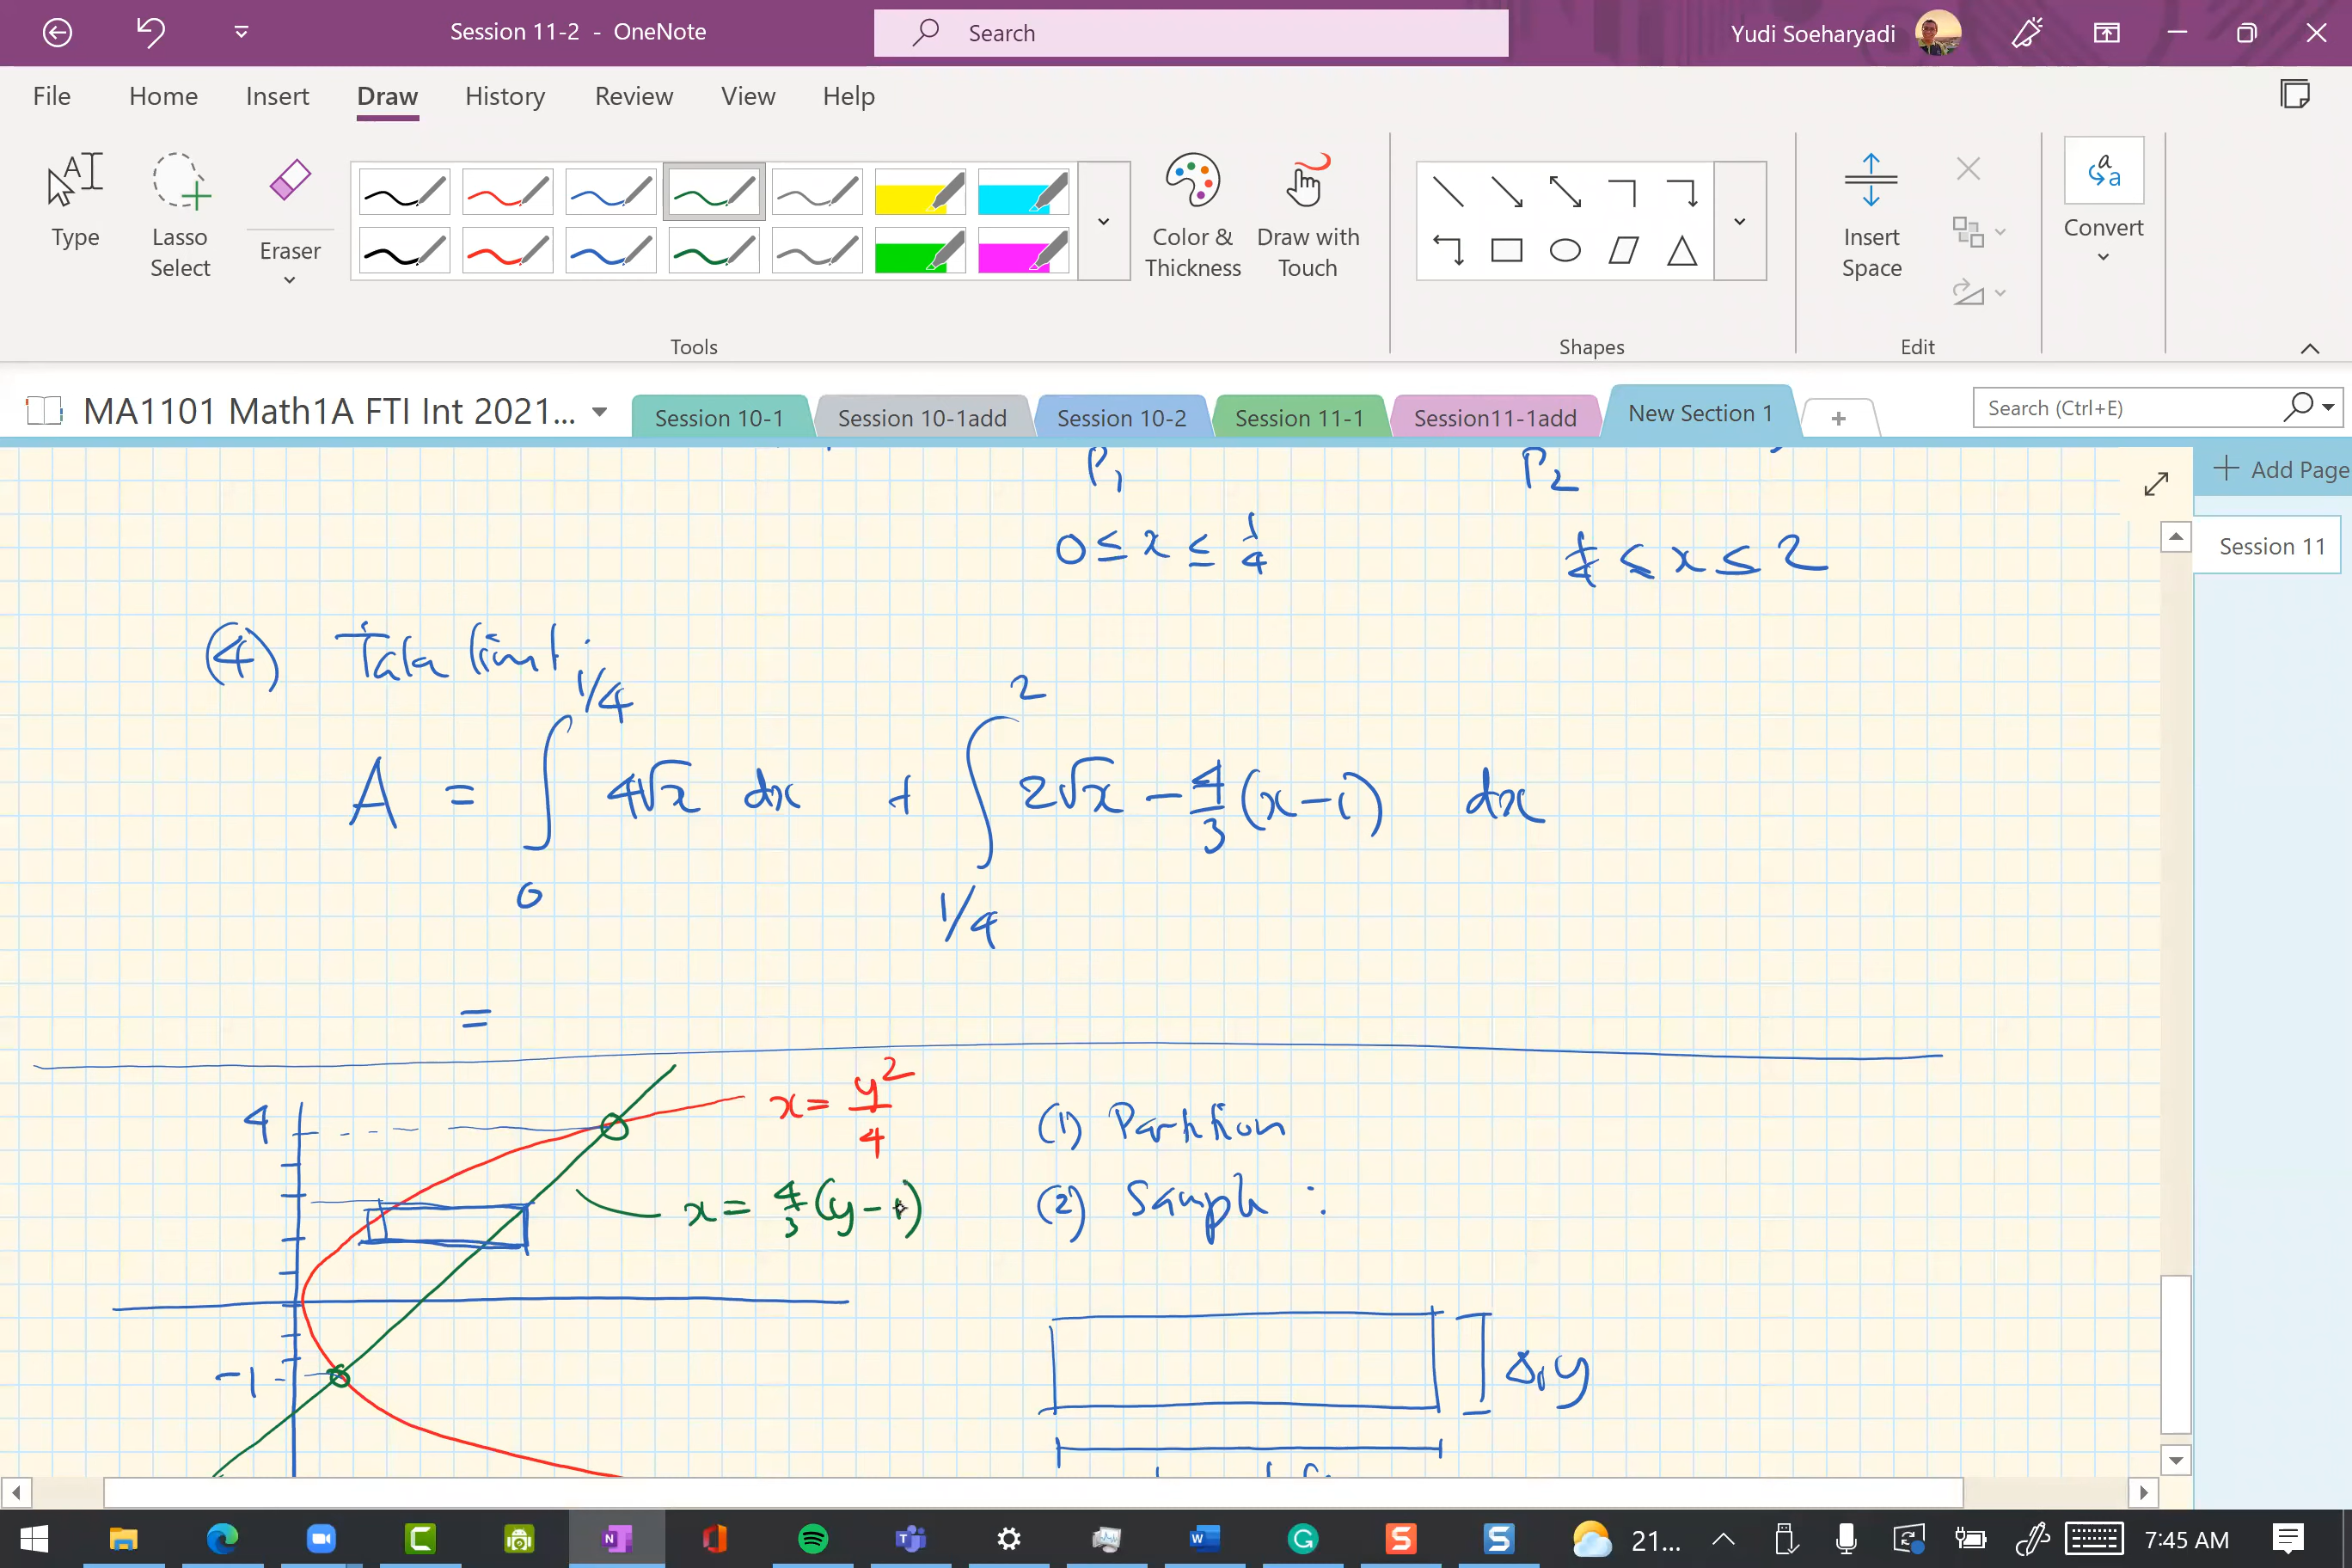 Session 11-2 - OneNote
Search
Yudi Soeharyadi
File Home Insert Draw History Review View Help
Type
Lasso Select
Eraser
Color & Thickness
Draw with Touch
Insert Space
Convert
Tools
Shapes
Edit
MA1101 Math1A FTI Int 2021...
Session 10-1
Session 10-1add
Session 10-2
Session 11-1
Session11-1add
New Section 1
Search (Ctrl+E)
Add Page
Session 11
P₁ P₂
0 ≤ x ≤ 1/4
≤ x ≤ 2
(4)
A = ∫₀^{1/4} 4√x dx + ∫_{1/4}^{2} 2√x − 4/3 (x−1) dx
=
4
x = y²/4
x = 4/3 (y−1)
-1
(1) Partition
(2) Sample :
Δᵢy
21...
7:45 AM